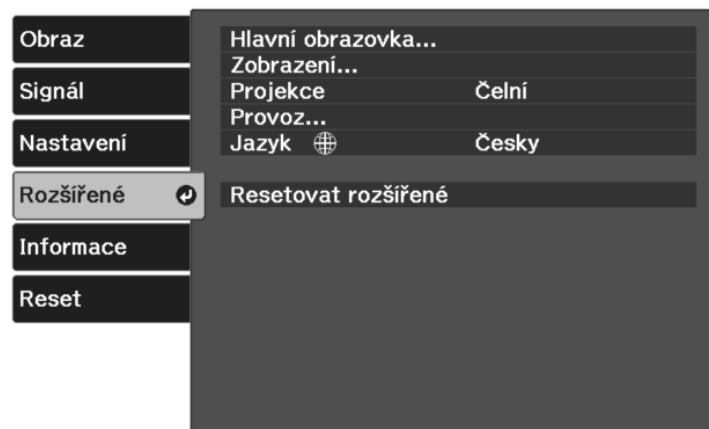 Obraz
Signál
Nastavení
Rozšířené
Informace
Reset
Hlavní obrazovka...
Zobrazení...
Projekce Čelní
Provoz...
Jazyk Česky
Resetovat rozšířené